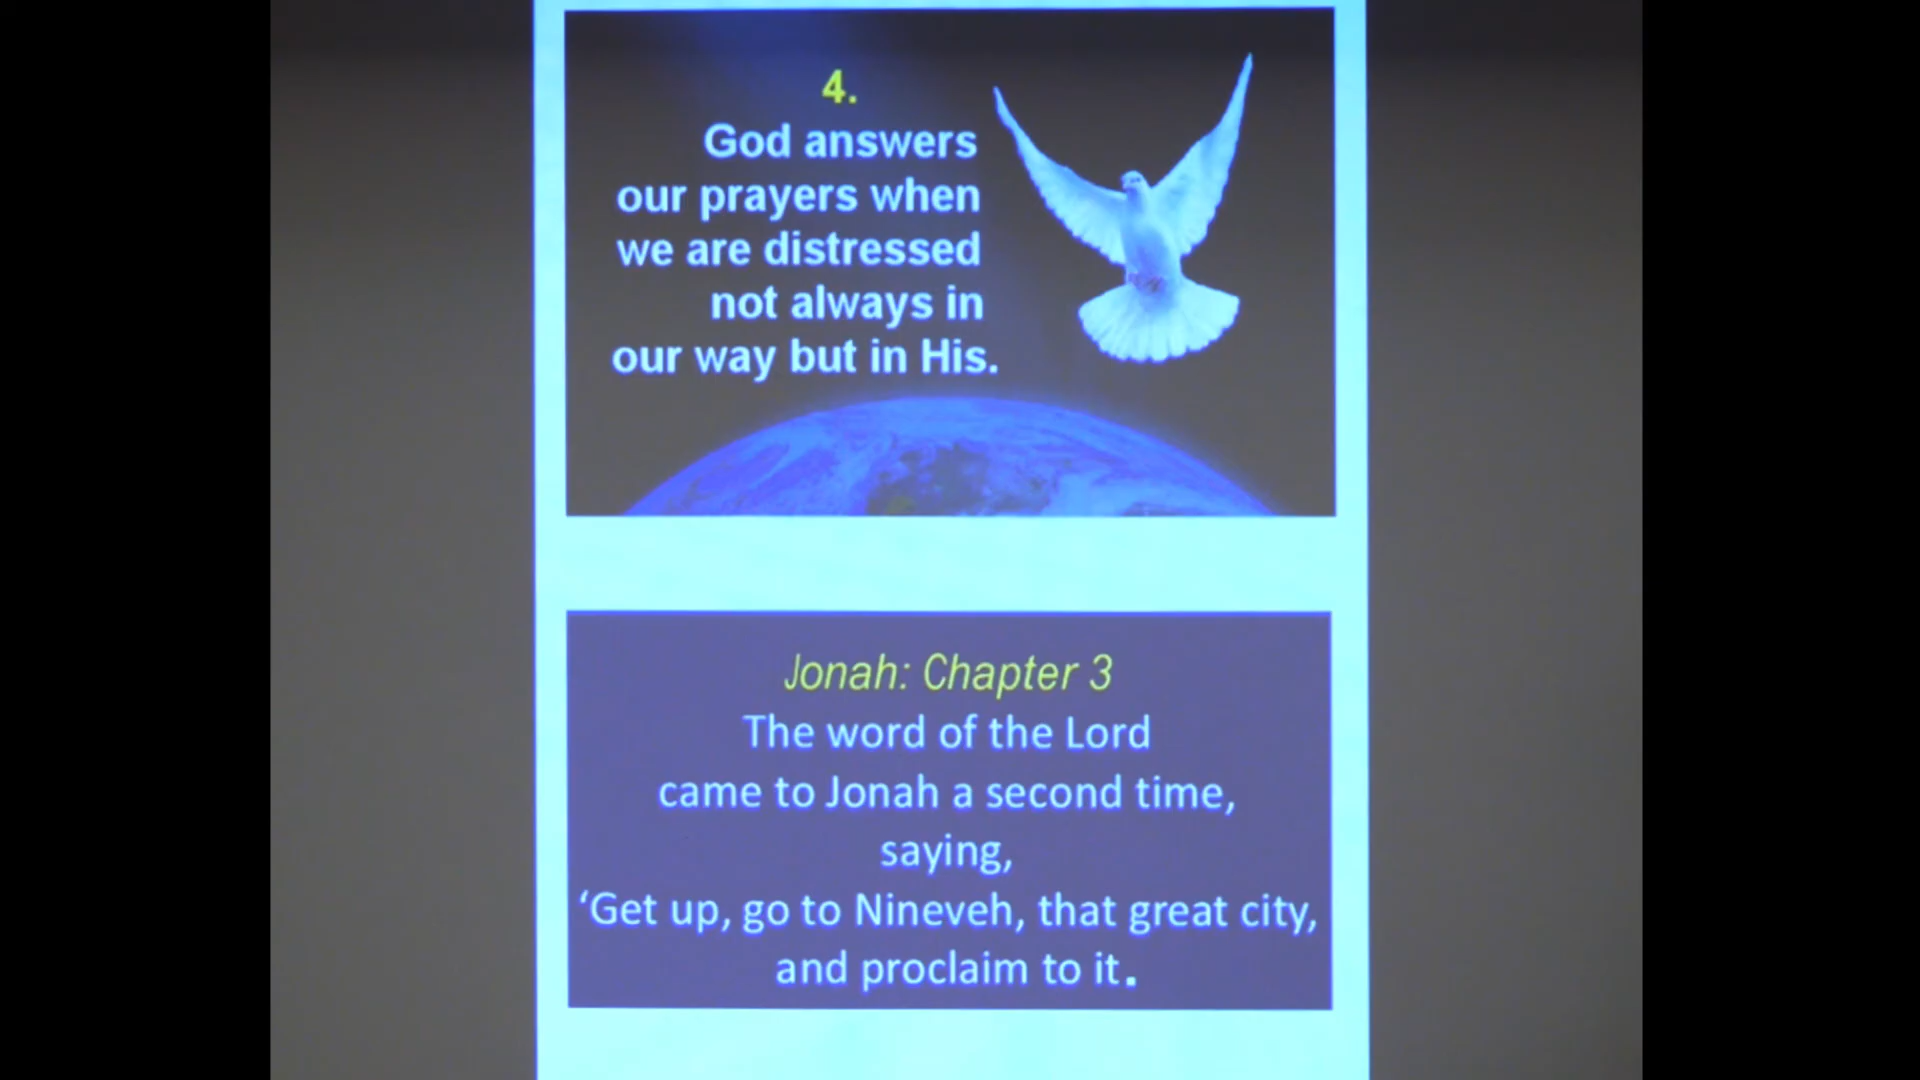 4.
God answers
our prayers when
we are distressed
not always in
our way but in His.
Jonah: Chapter 3
The word of the Lord
came to Jonah a second time,
saying,
‘Get up, go to Nineveh, that great city,
and proclaim to it.